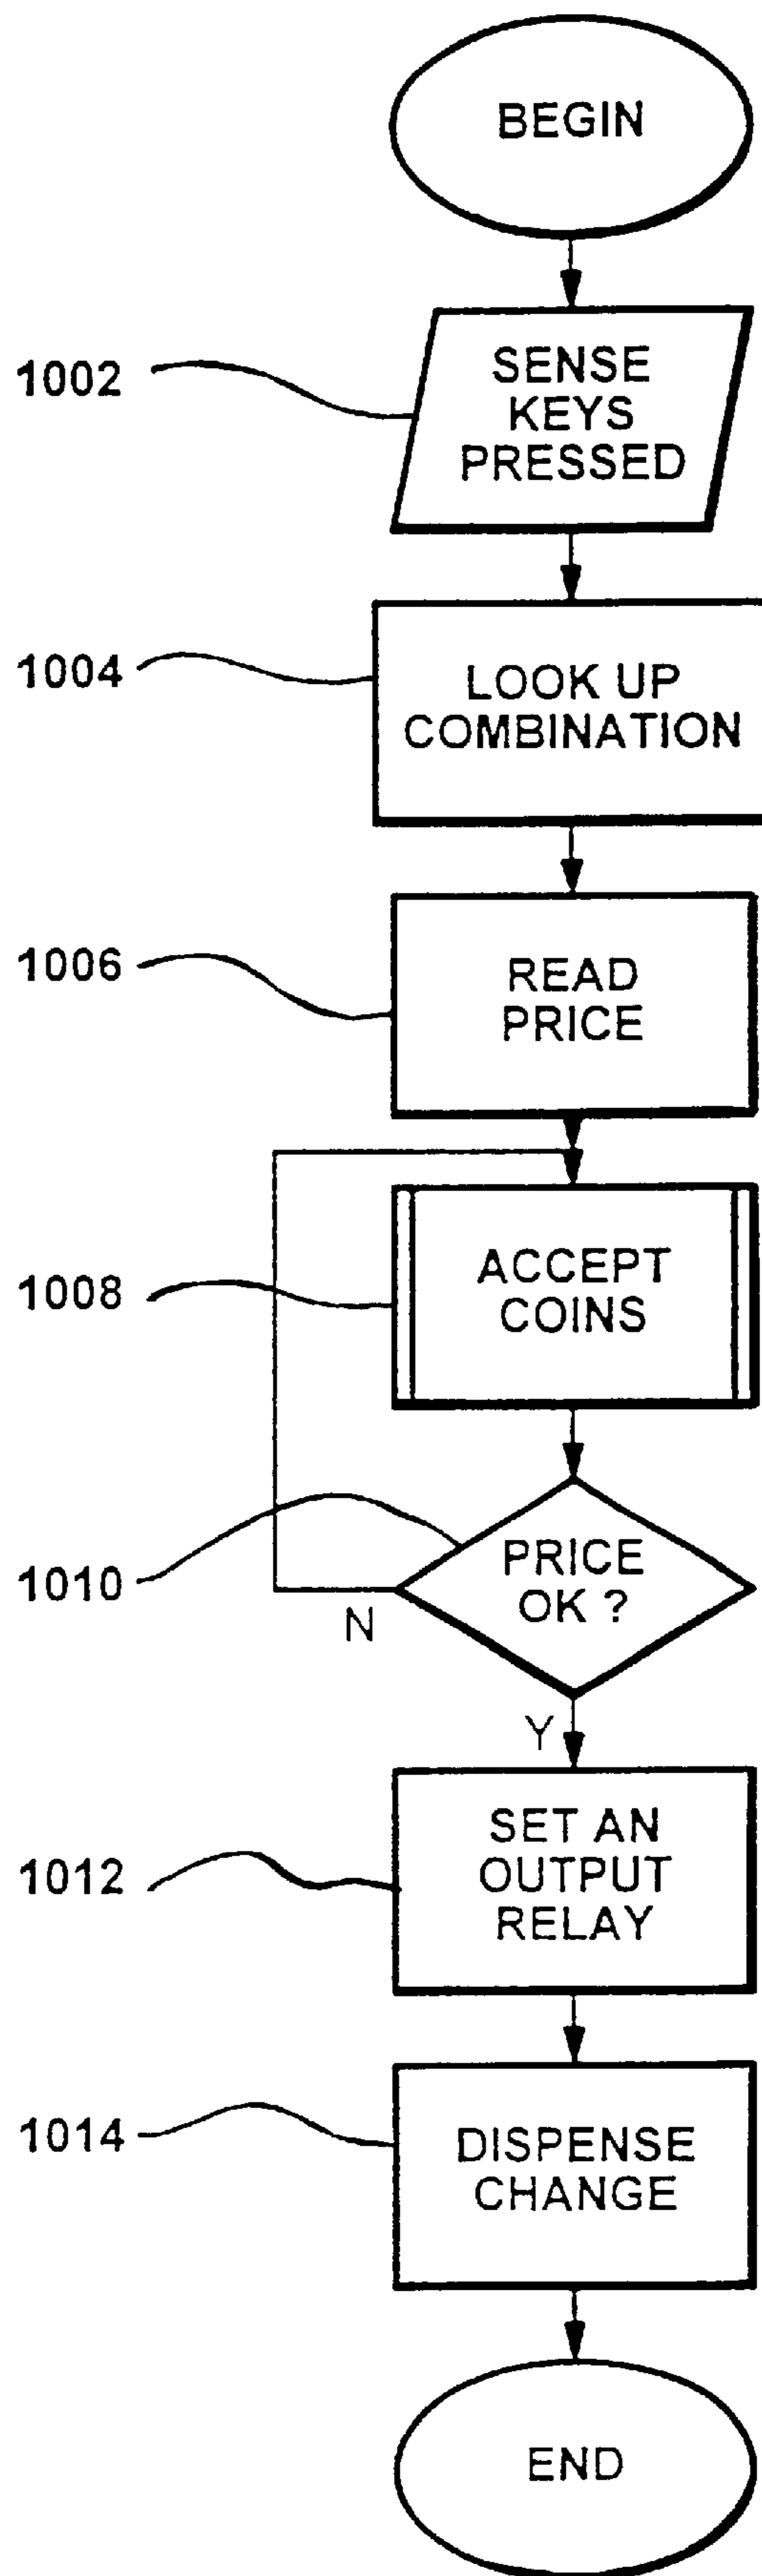 BEGIN
1002
SENSE
KEYS
PRESSED
1004
LOOK UP
COMBINATION
1006
READ
PRICE
1008
ACCEPT
COINS
1010
PRICE
OK ?
N
Y
1012
SET AN
OUTPUT
RELAY
1014
DISPENSE
CHANGE
END